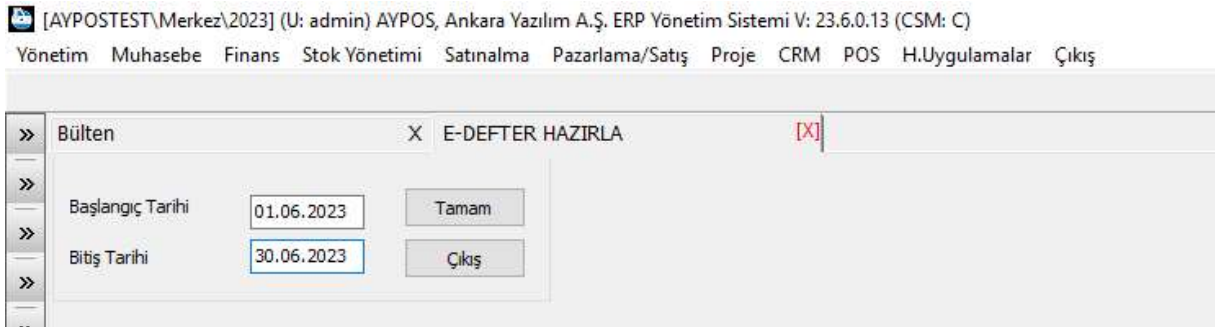 [AYPOSTEST\Merkez\2023] (U: admin) AYPOS, Ankara Yazılım A.Ş. ERP Yönetim Sistemi V: 23.6.0.13 (CSM: C)
Yönetim Muhasebe Finans Stok Yönetimi Satınalma Pazarlama/Satış Proje CRM POS H.Uygulamalar Çıkış
» Bülten X E-DEFTER HAZIRLA [X]
»
Başlangıç Tarihi 01.06.2023 Tamam
»
Bitiş Tarihi 30.06.2023 Çıkış
»